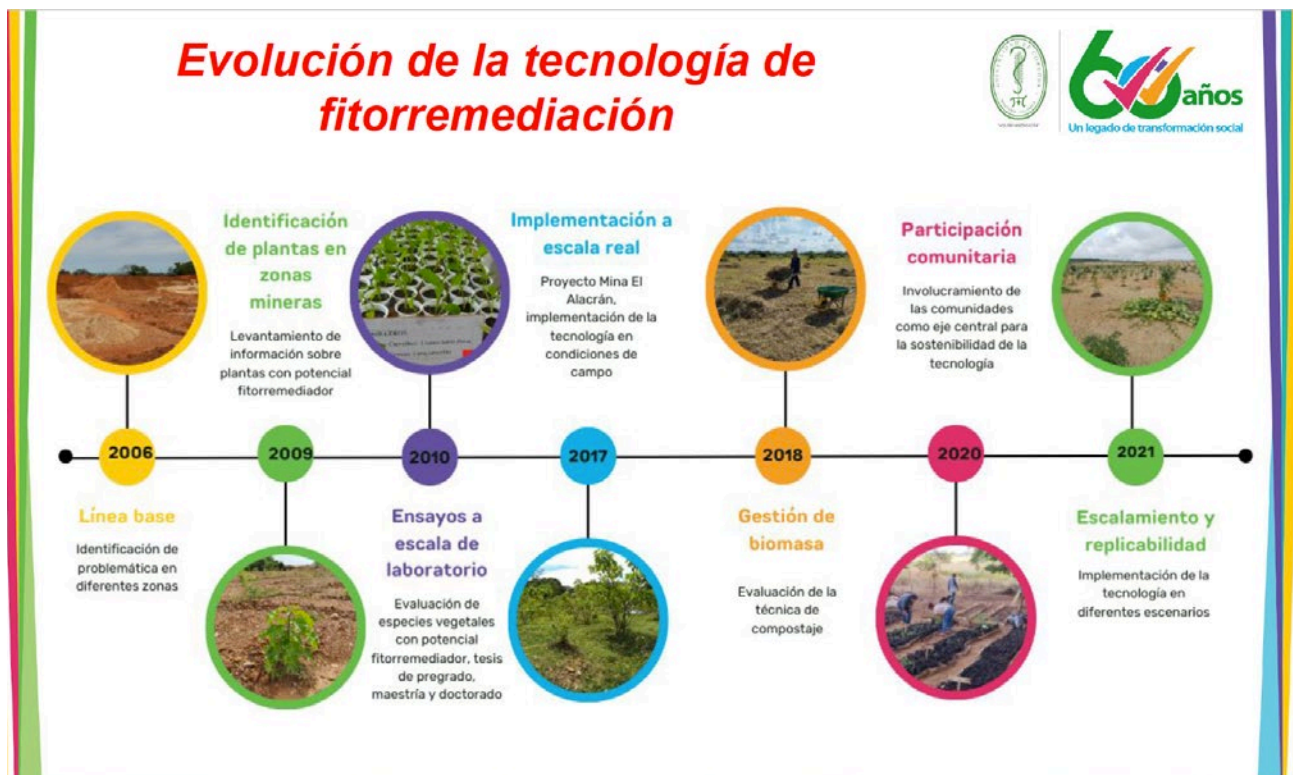 Evolución de la tecnología de
fitorremediación
60 años
Un legado de transformación social
Identificación
de plantas en
zonas
mineras
Levantamiento de
información sobre
plantas con potencial
fitorremediador
Implementación a
escala real
Proyecto Mina El
Alacrán,
implementación de la
tecnología en
condiciones de
campo
Participación
comunitaria
Involucramiento de
las comunidades
como eje central para
la sostenibilidad de la
tecnología
2006
2009
2010
2017
2018
2020
2021
Línea base
Identificación de
problemática en
diferentes zonas
Ensayos a
escala de
laboratorio
Evaluación de
especies vegetales
con potencial
fitorremediador, tesis
de pregrado,
maestría y doctorado
Gestión de
biomasa
Evaluación de la
técnica de
compostaje
Escalamiento y
replicabilidad
Implementación de la
tecnología en
diferentes escenarios